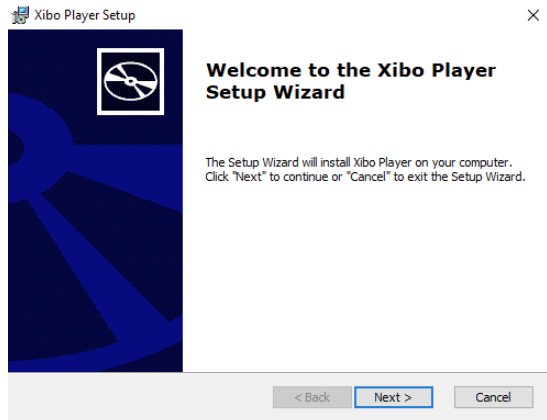 Xibo Player Setup
Welcome to the Xibo Player
Setup Wizard
The Setup Wizard will install Xibo Player on your computer.
Click "Next" to continue or "Cancel" to exit the Setup Wizard.
< Back
Next >
Cancel